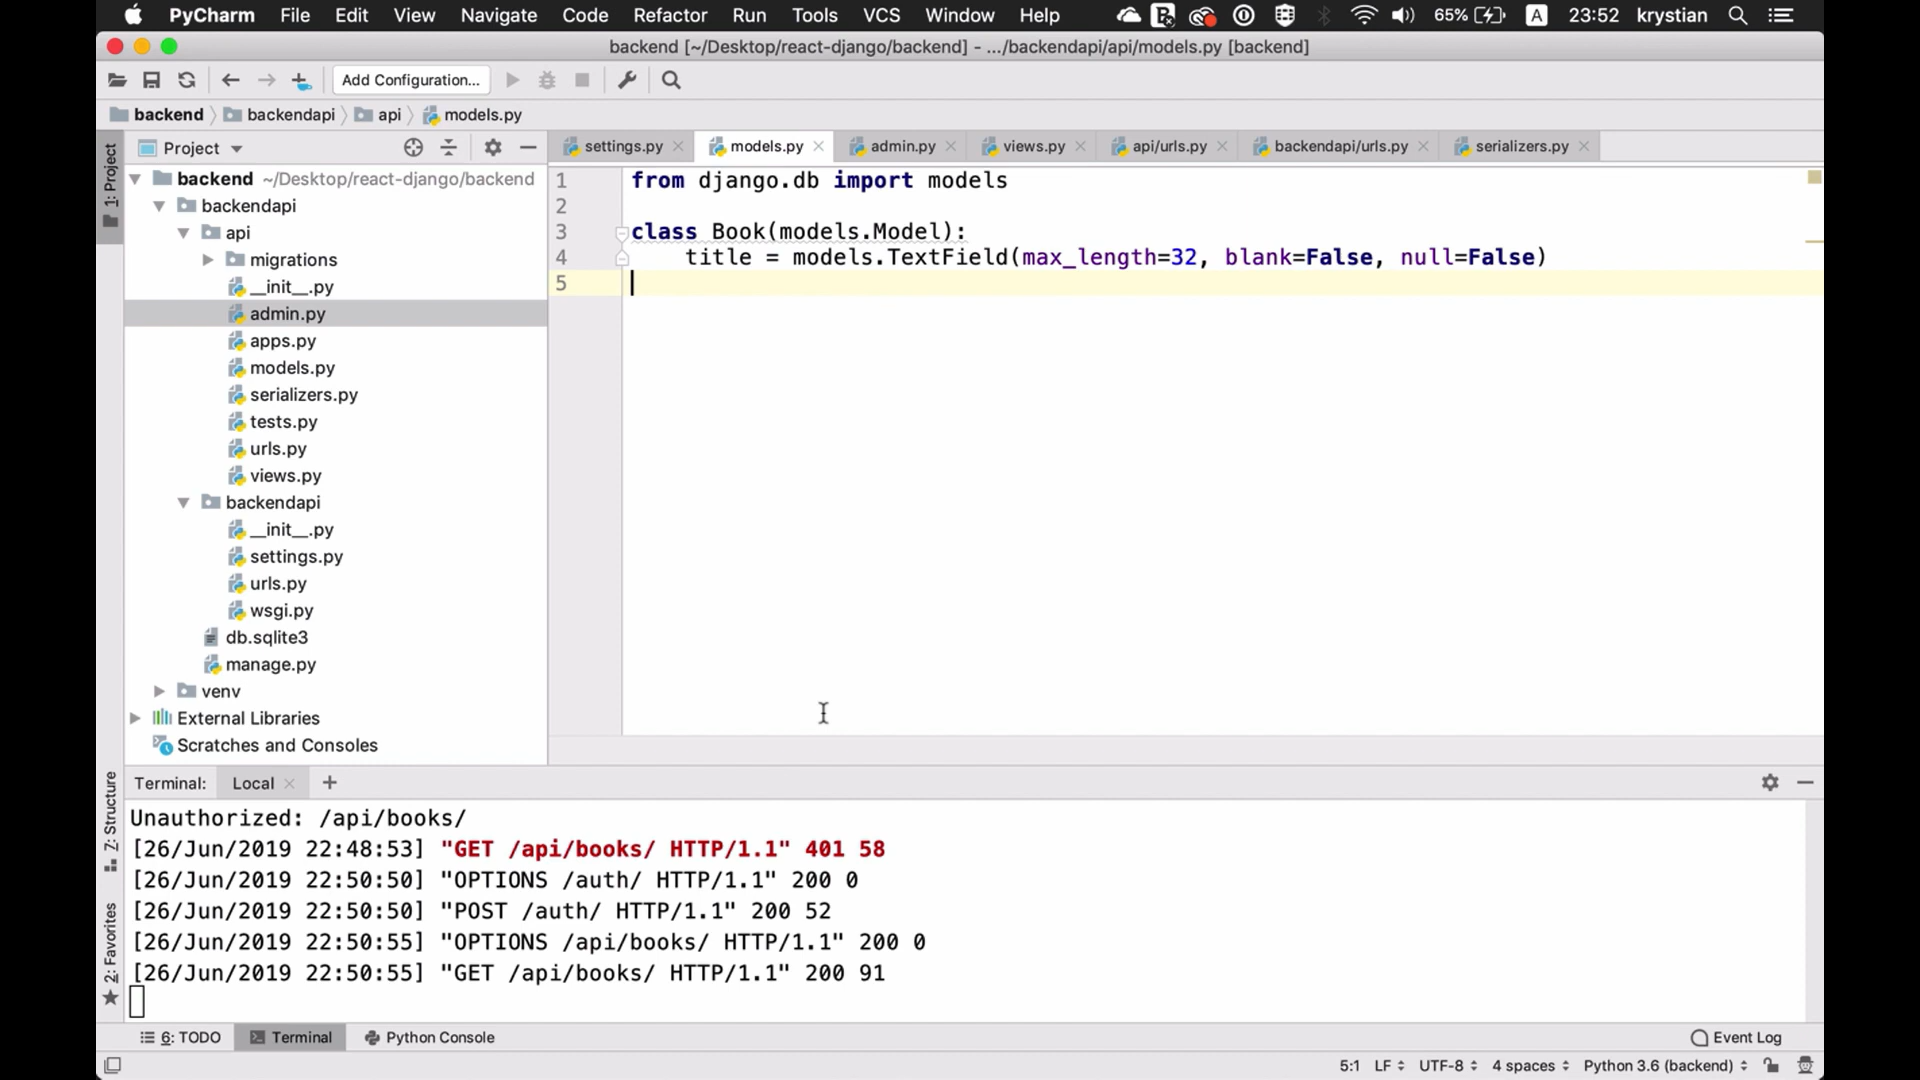 PyCharm File Edit View Navigate Code Refactor Run Tools VCS Window Help 65% A 23:52 krystian
backend [~/Desktop/react-django/backend] - .../backendapi/api/models.py [backend]
Add Configuration...
backend backendapi api models.py
1: Project
Project
settings.py models.py admin.py views.py api/urls.py backendapi/urls.py serializers.py
backend ~/Desktop/react-django/backend
backendapi
api
migrations
__init__.py
admin.py
apps.py
models.py
serializers.py
tests.py
urls.py
views.py
backendapi
__init__.py
settings.py
urls.py
wsgi.py
db.sqlite3
manage.py
venv
External Libraries
Scratches and Consoles
1 from django.db import models
2
3 class Book(models.Model):
4 title = models.TextField(max_length=32, blank=False, null=False)
5
Z: Structure
2: Favorites
Terminal: Local +
Unauthorized: /api/books/
[26/Jun/2019 22:48:53] "GET /api/books/ HTTP/1.1" 401 58
[26/Jun/2019 22:50:50] "OPTIONS /auth/ HTTP/1.1" 200 0
[26/Jun/2019 22:50:50] "POST /auth/ HTTP/1.1" 200 52
[26/Jun/2019 22:50:55] "OPTIONS /api/books/ HTTP/1.1" 200 0
[26/Jun/2019 22:50:55] "GET /api/books/ HTTP/1.1" 200 91
6: TODO Terminal Python Console Event Log
5:1 LF UTF-8 4 spaces Python 3.6 (backend)